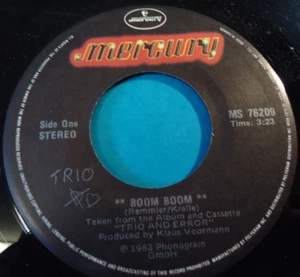 mercury
Side One
STEREO
MS 76209
Time: 3:23
TRIO
** BOOM BOOM **
(Remmler/Kralle)
Taken from the Album and Cassette
"TRIO AND ERROR"
Produced by Klaus Voormann
℗ 1983 Phonogram
GmbH